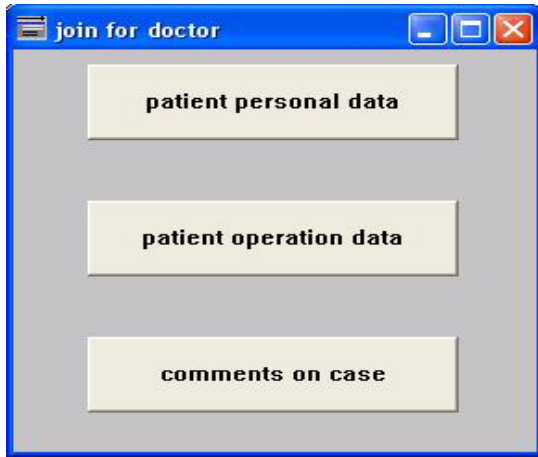 join for doctor
patient personal data
patient operation data
comments on case